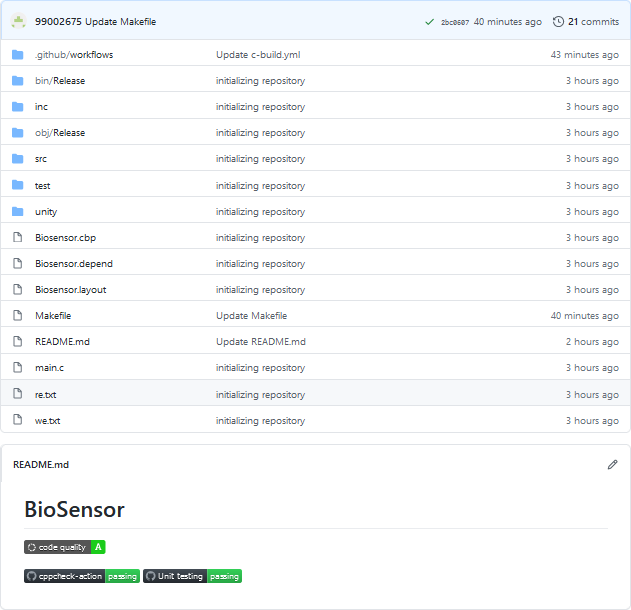 99002675 Update Makefile 2bc0607 40 minutes ago 21 commits
.github/workflows Update c-build.yml 43 minutes ago
bin/Release initializing repository 3 hours ago
inc initializing repository 3 hours ago
obj/Release initializing repository 3 hours ago
src initializing repository 3 hours ago
test initializing repository 3 hours ago
unity initializing repository 3 hours ago
Biosensor.cbp initializing repository 3 hours ago
Biosensor.depend initializing repository 3 hours ago
Biosensor.layout initializing repository 3 hours ago
Makefile Update Makefile 40 minutes ago
README.md Update README.md 2 hours ago
main.c initializing repository 3 hours ago
re.txt initializing repository 3 hours ago
we.txt initializing repository 3 hours ago
README.md
BioSensor
code quality A
cppcheck-action passing Unit testing passing